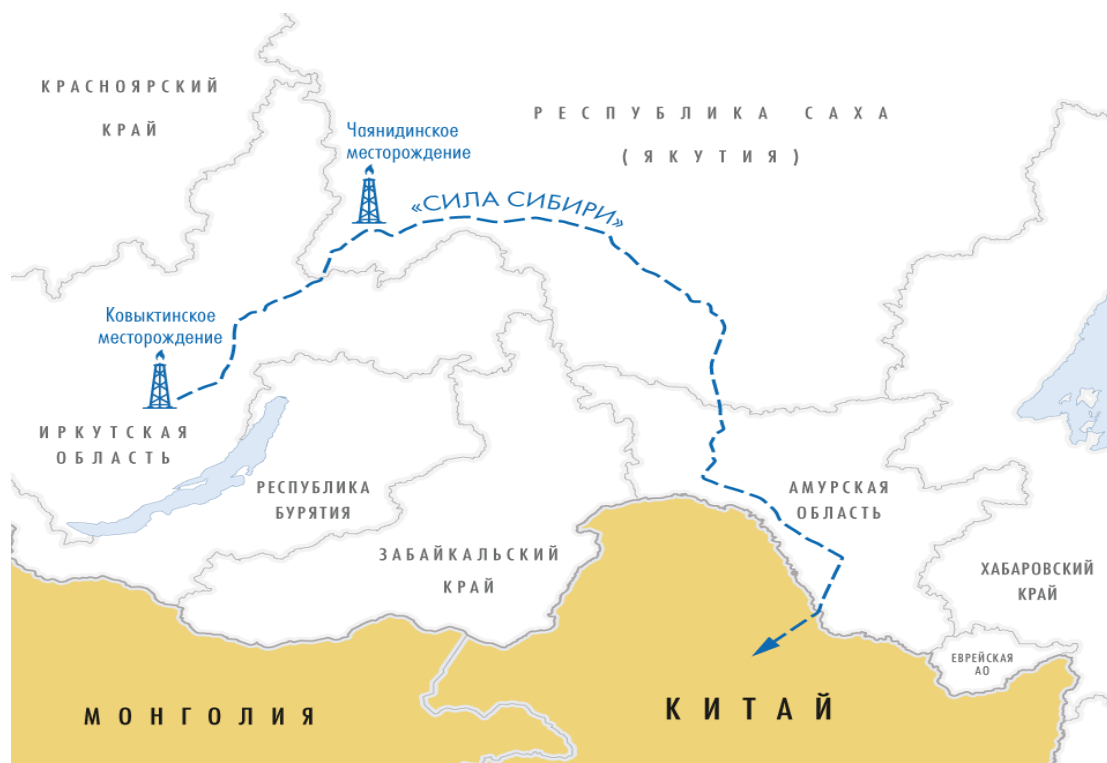 КРАСНОЯРСКИЙ
КРАЙ
РЕСПУБЛИКА САХА
(ЯКУТИЯ)
Чаянидинское
месторождение
«СИЛА СИБИРИ»
Ковыктинское
месторождение
ИРКУТСКАЯ
ОБЛАСТЬ
РЕСПУБЛИКА
БУРЯТИЯ
АМУРСКАЯ
ОБЛАСТЬ
ЗАБАЙКАЛЬСКИЙ
КРАЙ
ХАБАРОВСКИЙ
КРАЙ
ЕВРЕЙСКАЯ
АО
МОНГОЛИЯ
КИТАЙ